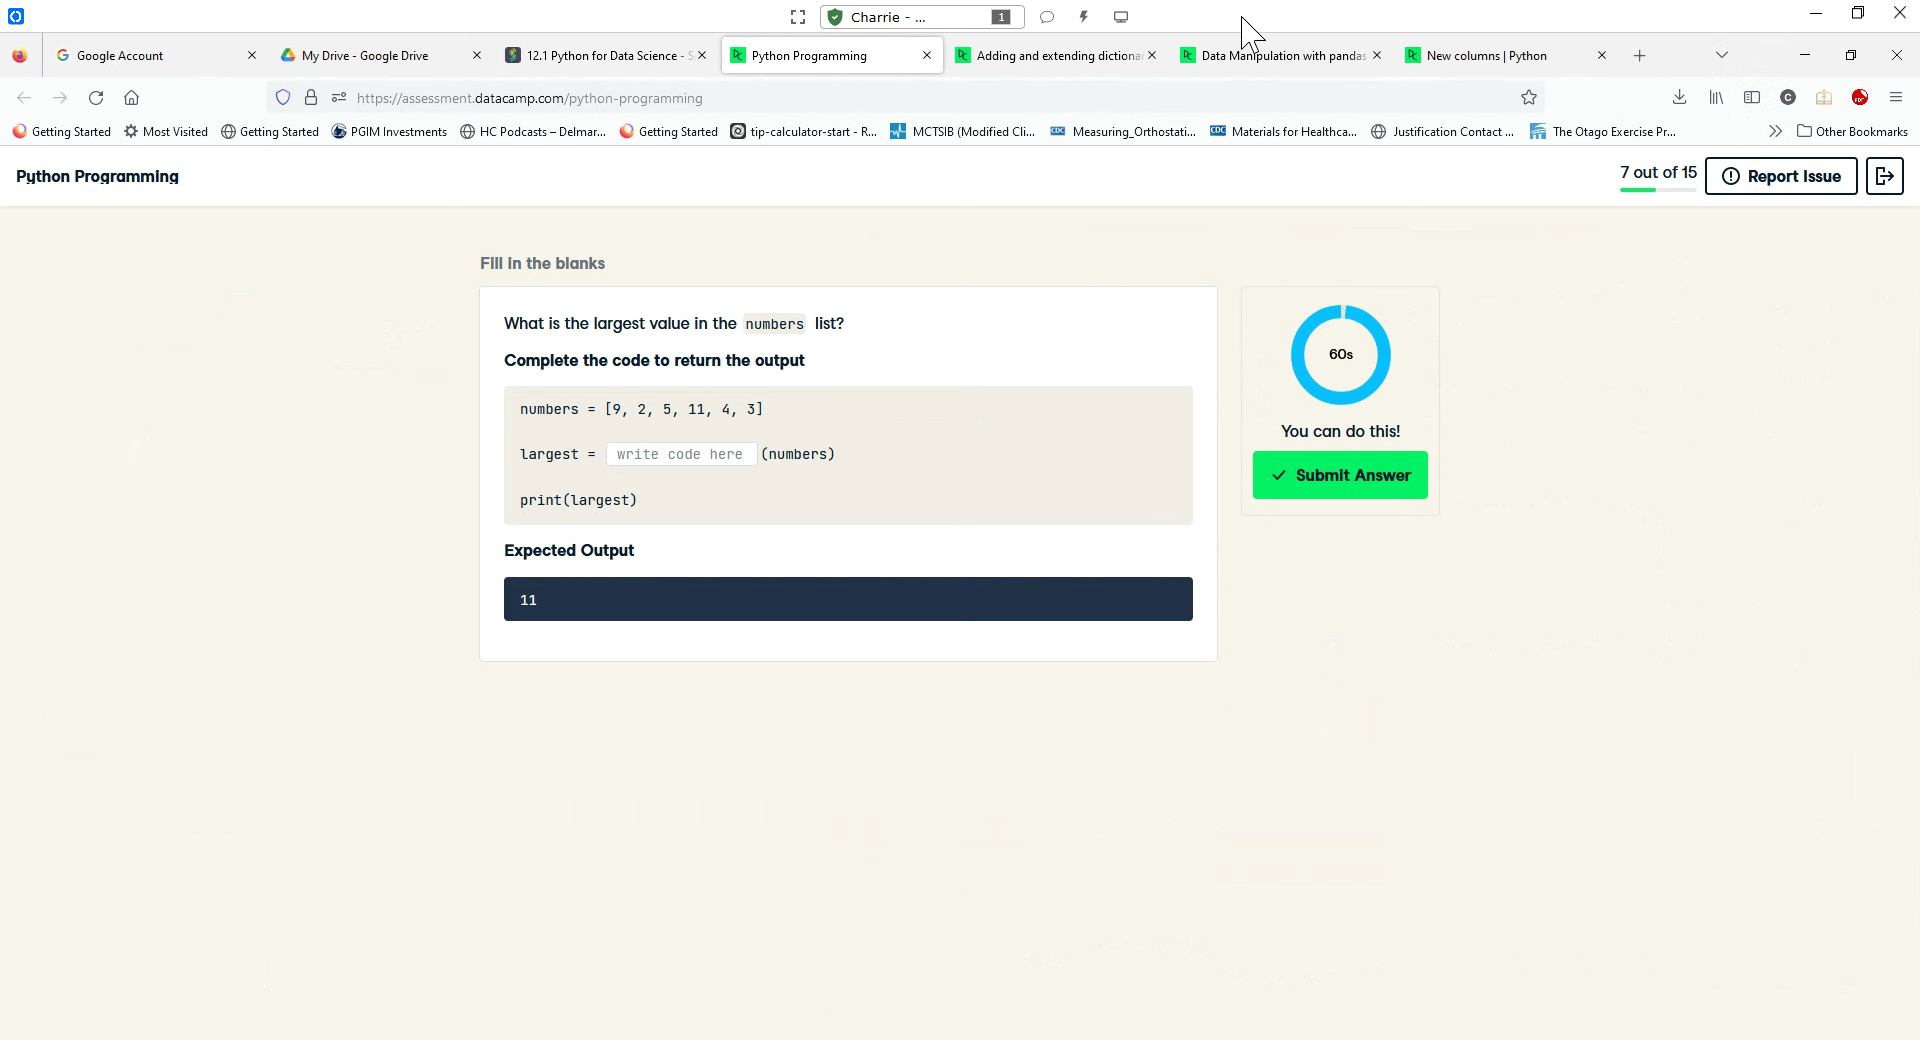 Charrie - ...
1
Google Account
My Drive - Google Drive
12.1 Python for Data Science - S
Python Programming
Adding and extending dictionar
Data Manipulation with pandas
New columns | Python
https://assessment.datacamp.com/python-programming
C
PDF
Getting Started
Most Visited
Getting Started
PGIM Investments
HC Podcasts – Delmar...
Getting Started
tip-calculator-start - R...
MCTSIB (Modified Cli...
CDC
Measuring_Orthostati...
CDC
Materials for Healthca...
Justification Contact ...
The Otago Exercise Pr...
Other Bookmarks
Python Programming
7 out of 15
Report Issue
Fill in the blanks
What is the largest value in the numbers list?
Complete the code to return the output
numbers = [9, 2, 5, 11, 4, 3]
largest = write code here (numbers)
print(largest)
Expected Output
11
60s
You can do this!
Submit Answer